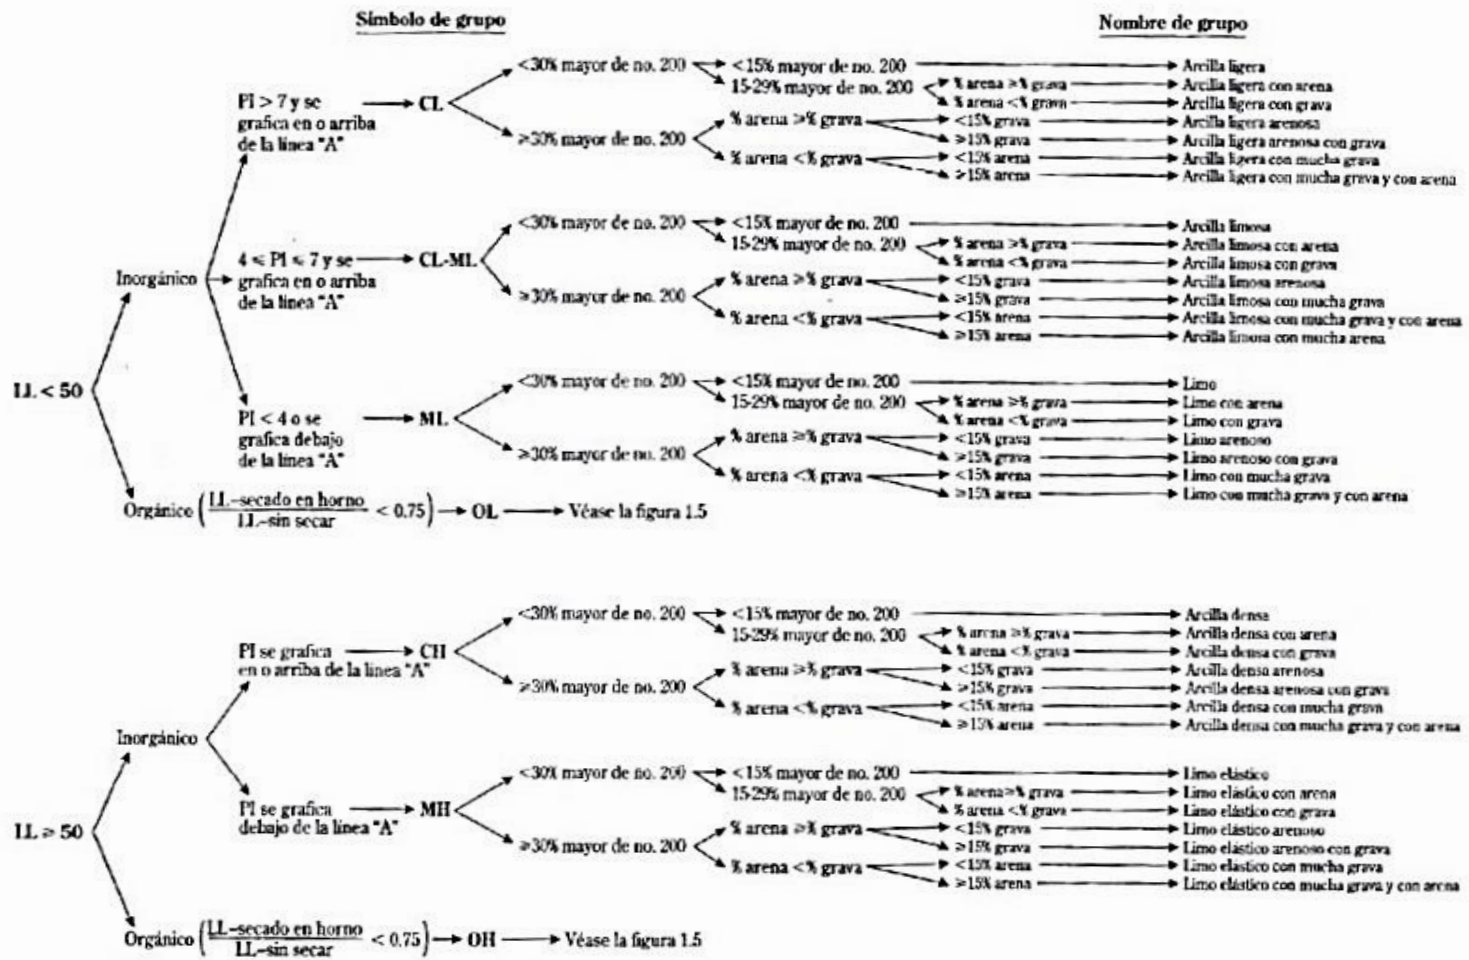 Símbolo de grupo
Nombre de grupo
LL < 50
Inorgánico
PI > 7 y se
grafica en o arriba
de la línea "A"
CL
<30% mayor de no. 200
<15% mayor de no. 200
Arcilla ligera
15-29% mayor de no. 200
% arena ⩾% grava
Arcilla ligera con arena
% arena <% grava
Arcilla ligera con grava
⩾30% mayor de no. 200
% arena ⩾% grava
<15% grava
Arcilla ligera arenosa
⩾15% grava
Arcilla ligera arenosa con grava
% arena <% grava
<15% arena
Arcilla ligera con mucha grava
⩾15% arena
Arcilla ligera con mucha grava y con arena
4 ⩽ PI ⩽ 7 y se
grafica en o arriba
de la línea "A"
CL-ML
<30% mayor de no. 200
<15% mayor de no. 200
Arcilla limosa
15-29% mayor de no. 200
% arena ⩾% grava
Arcilla limosa con arena
% arena <% grava
Arcilla limosa con grava
⩾30% mayor de no. 200
% arena ⩾% grava
<15% grava
Arcilla limosa arenosa
⩾15% grava
Arcilla limosa con mucha grava
% arena <% grava
<15% arena
Arcilla limosa con mucha grava y con arena
⩾15% arena
Arcilla limosa con mucha arena
PI < 4 o se
grafica debajo
de la línea "A"
ML
<30% mayor de no. 200
<15% mayor de no. 200
Limo
15-29% mayor de no. 200
% arena ⩾% grava
Limo con arena
% arena <% grava
Limo con grava
⩾30% mayor de no. 200
% arena ⩾% grava
<15% grava
Limo arenoso
⩾15% grava
Limo arenoso con grava
% arena <% grava
<15% arena
Limo con mucha grava
⩾15% arena
Limo con mucha grava y con arena
Orgánico (LL–secado en horno / LL–sin secar < 0.75)
OL
Véase la figura 1.5
LL ⩾ 50
Inorgánico
PI se grafica
en o arriba de la línea "A"
CH
<30% mayor de no. 200
<15% mayor de no. 200
Arcilla densa
15-29% mayor de no. 200
% arena ⩾% grava
Arcilla densa con arena
% arena <% grava
Arcilla densa con grava
⩾30% mayor de no. 200
% arena ⩾% grava
<15% grava
Arcilla densa arenosa
⩾15% grava
Arcilla densa arenosa con grava
% arena <% grava
<15% arena
Arcilla densa con mucha grava
⩾15% arena
Arcilla densa con mucha grava y con arena
PI se grafica
debajo de la línea "A"
MH
<30% mayor de no. 200
<15% mayor de no. 200
Limo elástico
15-29% mayor de no. 200
% arena⩾% grava
Limo elástico con arena
% arena <% grava
Limo elástico con grava
⩾30% mayor de no. 200
% arena ⩾% grava
<15% grava
Limo elástico arenoso
⩾15% grava
Limo elástico arenoso con grava
% arena <% grava
<15% arena
Limo elástico con mucha grava
⩾15% arena
Limo elástico con mucha grava y con arena
Orgánico (LL–secado en horno / LL–sin secar < 0.75)
OH
Véase la figura 1.5